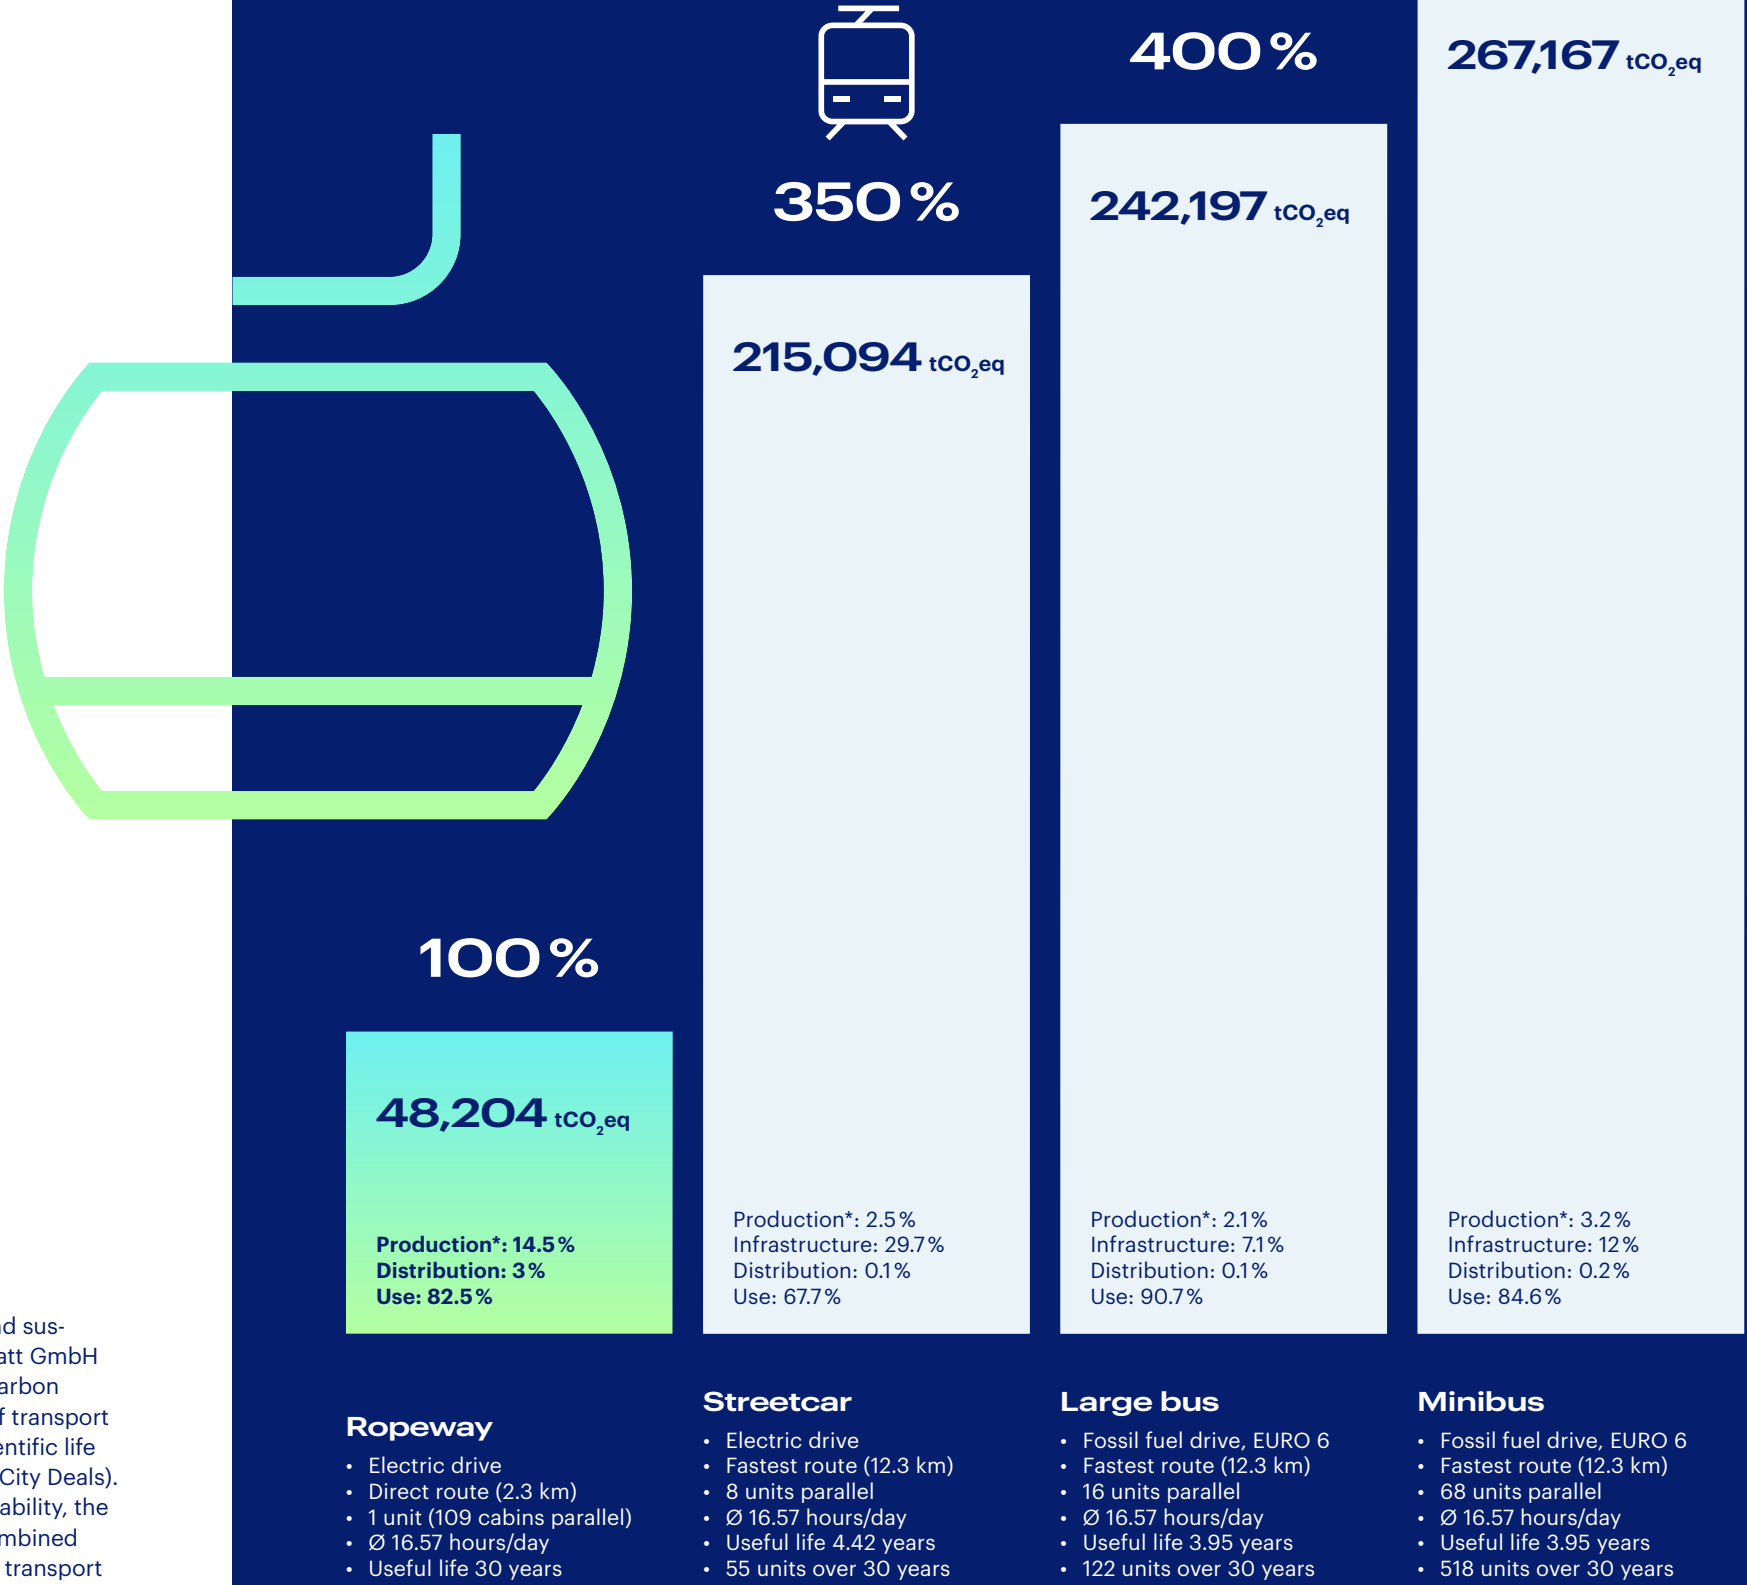 400 %
267,167 tCO₂eq
350 %
242,197 tCO₂eq
215,094 tCO₂eq
100 %
48,204 tCO₂eq
Production*: 14.5 %
Distribution: 3 %
Use: 82.5 %
Production*: 2.5 %
Infrastructure: 29.7 %
Distribution: 0.1 %
Use: 67.7 %
Production*: 2.1 %
Infrastructure: 7.1 %
Distribution: 0.1 %
Use: 90.7 %
Production*: 3.2 %
Infrastructure: 12 %
Distribution: 0.2 %
Use: 84.6 %
sus-
GmbH
transport
life
City Deals).
the
transport
Ropeway
• Electric drive
• Direct route (2.3 km)
• 1 unit (109 cabins parallel)
• Ø 16.57 hours/day
• Useful life 30 years
Streetcar
• Electric drive
• Fastest route (12.3 km)
• 8 units parallel
• Ø 16.57 hours/day
• Useful life 4.42 years
• 55 units over 30 years
Large bus
• Fossil fuel drive, EURO 6
• Fastest route (12.3 km)
• 16 units parallel
• Ø 16.57 hours/day
• Useful life 3.95 years
• 122 units over 30 years
Minibus
• Fossil fuel drive, EURO 6
• Fastest route (12.3 km)
• 68 units parallel
• Ø 16.57 hours/day
• Useful life 3.95 years
• 518 units over 30 years